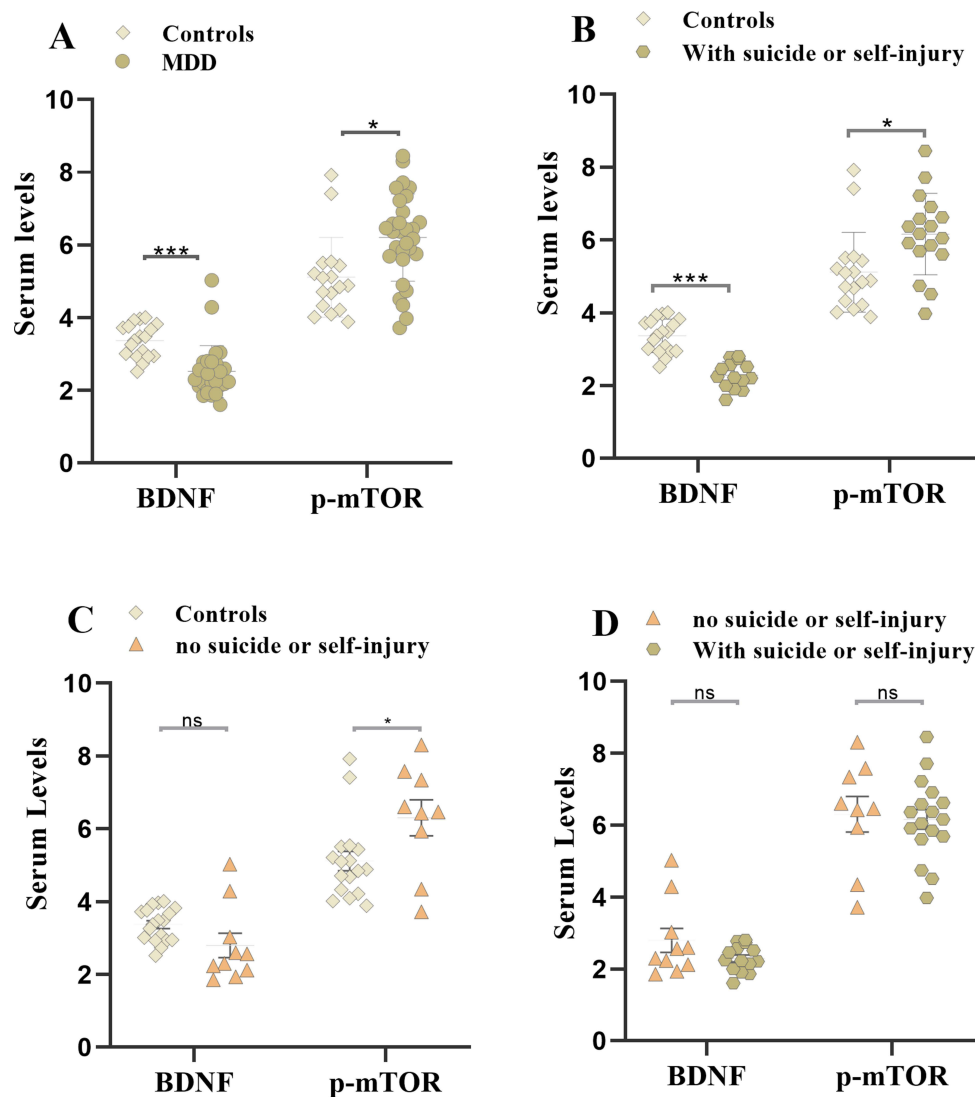 A
Controls
MDD
Serum levels
10
8
6
4
2
0
***
*
BDNF
p-mTOR
B
Controls
With suicide or self-injury
Serum levels
10
8
6
4
2
0
***
*
BDNF
p-mTOR
C
Controls
no suicide or self-injury
Serum Levels
10
8
6
4
2
0
ns
*
BDNF
p-mTOR
D
no suicide or self-injury
With suicide or self-injury
Serum Levels
10
8
6
4
2
0
ns
ns
BDNF
p-mTOR